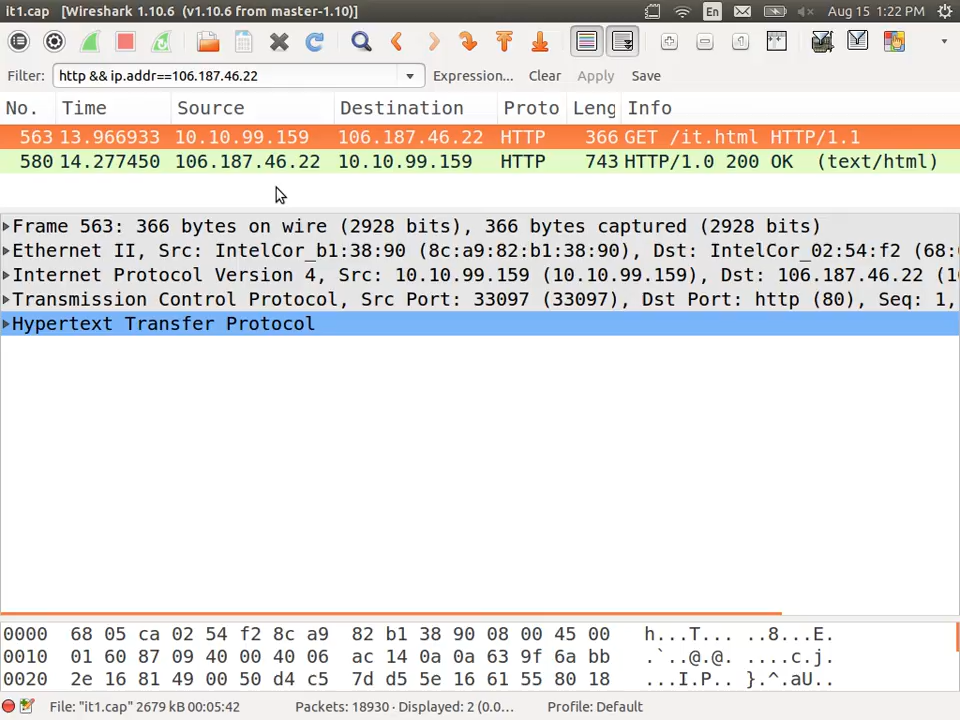 it1.cap [Wireshark 1.10.6 (v1.10.6 from master-1.10)] En Aug 15 1:22 PM
Filter: http && ip.addr==106.187.46.22 Expression... Clear Apply Save
No. Time Source Destination Proto Leng Info
563 13.966933 10.10.99.159 106.187.46.22 HTTP 366 GET /it.html HTTP/1.1
580 14.277450 106.187.46.22 10.10.99.159 HTTP 743 HTTP/1.0 200 OK (text/html)
Frame 563: 366 bytes on wire (2928 bits), 366 bytes captured (2928 bits)
Ethernet II, Src: IntelCor_b1:38:90 (8c:a9:82:b1:38:90), Dst: IntelCor_02:54:f2 (68:
Internet Protocol Version 4, Src: 10.10.99.159 (10.10.99.159), Dst: 106.187.46.22 (1
Transmission Control Protocol, Src Port: 33097 (33097), Dst Port: http (80), Seq: 1,
Hypertext Transfer Protocol
0000 68 05 ca 02 54 f2 8c a9 82 b1 38 90 08 00 45 00 h...T... ..8...E.
0010 01 60 87 09 40 00 40 06 ac 14 0a 0a 63 9f 6a bb .`..@.@. ....c.j.
0020 2e 16 81 49 00 50 d4 c5 7d d5 5e 16 61 55 80 18 ...I.P.. }.^.aU..
File: "it1.cap" 2679 kB 00:05:42 Packets: 18930 · Displayed: 2 (0.0... Profile: Default